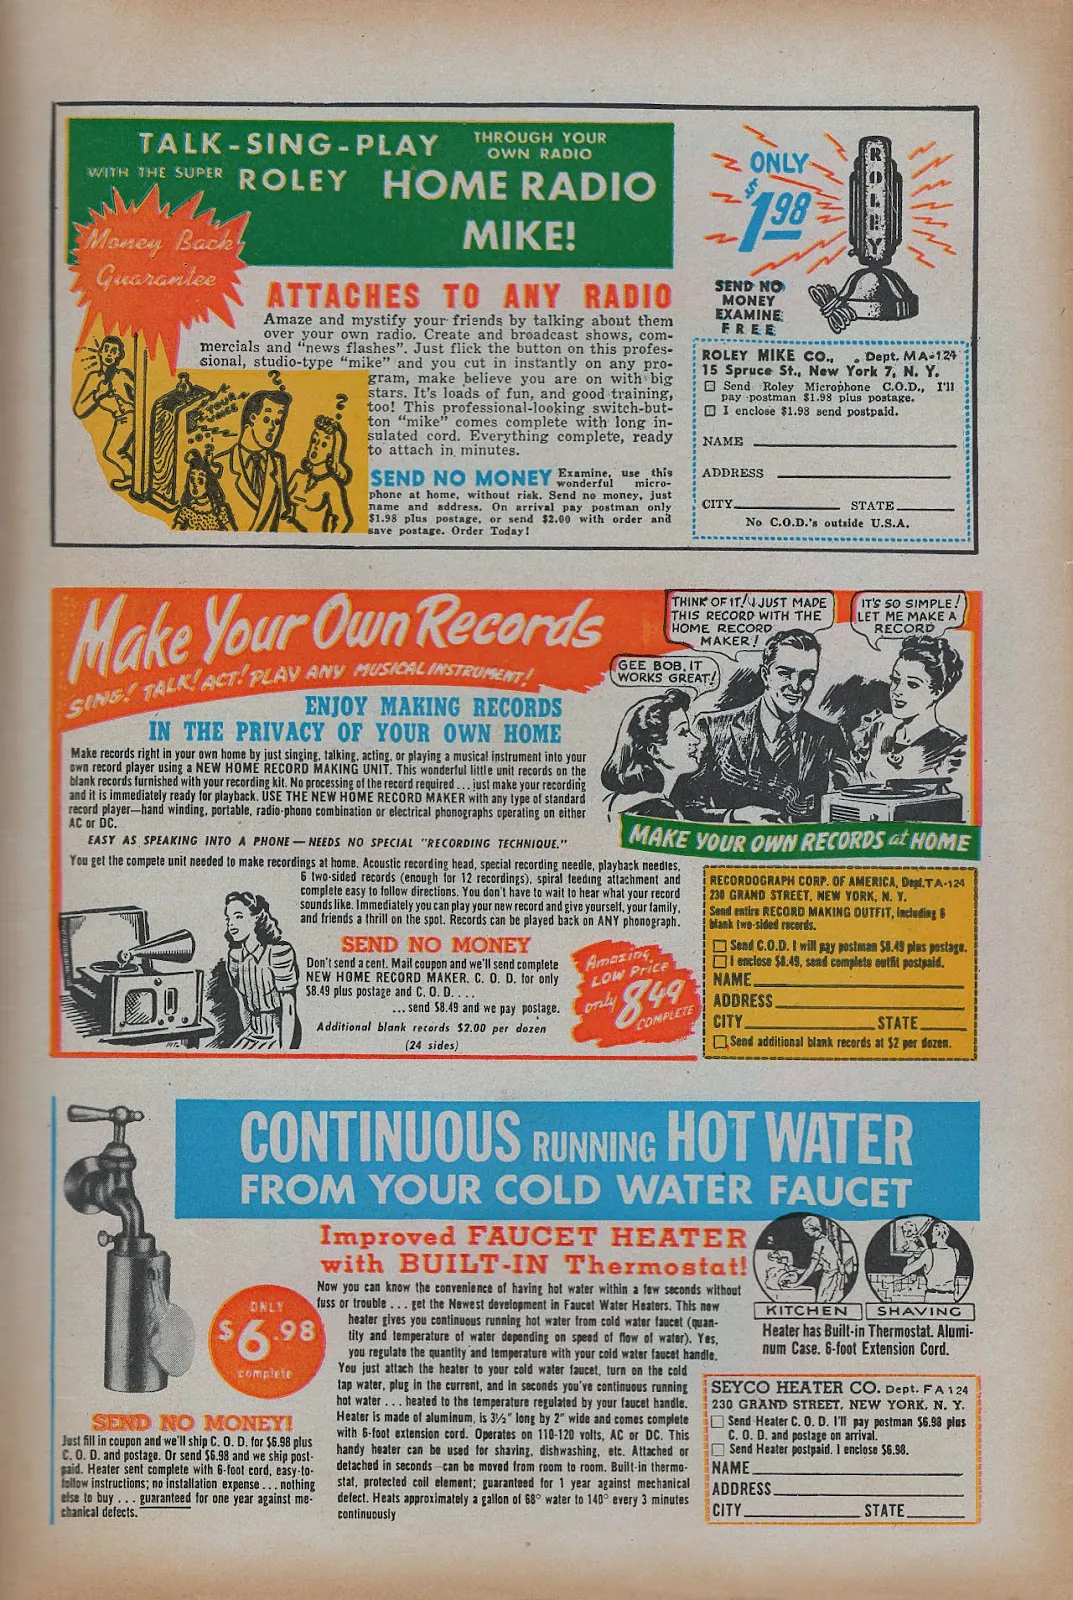 TALK-SING-PLAY THROUGH YOUR
OWN RADIO
WITH THE SUPER ROLEY HOME RADIO
MIKE!
Money Back
Guarantee
ATTACHES TO ANY RADIO
Amaze and mystify your friends by talking about them
over your own radio. Create and broadcast shows, com-
mercials and "news flashes". Just flick the button on this profes-
sional, studio-type "mike" and you cut in instantly on any pro-
gram, make believe you are on with big
stars. It's loads of fun, and good training,
too! This professional-looking switch-but-
ton "mike" comes complete with long in-
sulated cord. Everything complete, ready
to attach in minutes.
SEND NO MONEY Examine, use this
wonderful micro-
phone at home, without risk. Send no money, just
name and address. On arrival pay postman only
$1.98 plus postage, or send $2.00 with order and
save postage. Order Today!
YOUR
VOICE
? ?
ONLY
$1.98
ROLEY
SEND NO
MONEY
EXAMINE
FREE
ROLEY MIKE CO., Dept. MA-124
15 Spruce St., New York 7, N. Y.
Send Roley Microphone C.O.D., I'll
pay postman $1.98 plus postage.
I enclose $1.98 send postpaid.
NAME
ADDRESS
CITY STATE
No C.O.D.'s outside U.S.A.
Make Your Own Records
SING! TALK! ACT! PLAY ANY MUSICAL INSTRUMENT!
THINK OF IT! I JUST MADE
THIS RECORD WITH THE
HOME RECORD
MAKER!
IT'S SO SIMPLE!
LET ME MAKE A
RECORD
GEE BOB, IT
WORKS GREAT!
ENJOY MAKING RECORDS
IN THE PRIVACY OF YOUR OWN HOME
Make records right in your own home by just singing, talking, acting, or playing a musical instrument into your
own record player using a NEW HOME RECORD MAKING UNIT. This wonderful little unit records on the
blank records furnished with your recording kit. No processing of the record required . . . just make your recording
and it is immediately ready for playback. USE THE NEW HOME RECORD MAKER with any type of standard
record player—hand winding, portable, radio-phono combination or electrical phonographs operating on either
AC or DC.
EASY AS SPEAKING INTO A PHONE—NEEDS NO SPECIAL "RECORDING TECHNIQUE."
You get the compete unit needed to make recordings at home. Acoustic recording head, special recording needle, playback needles,
6 two-sided records (enough for 12 recordings), spiral feeding attachment and
complete easy to follow directions. You don't have to wait to hear what your record
sounds like. Immediately you can play your new record and give yourself, your family,
and friends a thrill on the spot. Records can be played back on ANY phonograph.
SEND NO MONEY
Don't send a cent. Mail coupon and we'll send complete
NEW HOME RECORD MAKER. C. O. D. for only
$8.49 plus postage and C. O. D. . . .
. . . send $8.49 and we pay postage.
Additional blank records $2.00 per dozen
(24 sides)
Amazing
LOW Price
only 8.49
COMPLETE
MAKE YOUR OWN RECORDS at HOME
RECORDOGRAPH CORP. OF AMERICA, Dept. TA-124
230 GRAND STREET, NEW YORK, N. Y.
Send entire RECORD MAKING OUTFIT, including 6
blank two-sided records.
Send C.O.D. I will pay postman $8.49 plus postage.
I enclose $8.49, send complete outfit postpaid.
NAME
ADDRESS
CITY STATE
Send additional blank records at $2 per dozen.
CONTINUOUS RUNNING HOT WATER
FROM YOUR COLD WATER FAUCET
Improved FAUCET HEATER
with BUILT-IN Thermostat!
Now you can know the convenience of having hot water within a few seconds without
fuss or trouble . . . get the Newest development in Faucet Water Heaters. This new
heater gives you continuous running hot water from cold water faucet (quan-
tity and temperature of water depending on speed of flow of water). Yes,
you regulate the quantity and temperature with your cold water faucet handle.
You just attach the heater to your cold water faucet, turn on the cold
tap water, plug in the current, and in seconds you've continuous running
hot water . . . heated to the temperature regulated by your faucet handle.
Heater is made of aluminum, is 3½" long by 2" wide and comes complete
with 6-foot extension cord. Operates on 110-120 volts, AC or DC. This
handy heater can be used for shaving, dishwashing, etc. Attached or
detached in seconds—can be moved from room to room. Built-in thermo-
stat, protected coil element; guaranteed for 1 year against mechanical
defect. Heats approximately a gallon of 68° water to 140° every 3 minutes
continuously
ONLY
$6.98
complete
SEND NO MONEY!
Just fill in coupon and we'll ship C. O. D. for $6.98 plus
C. O. D. and postage. Or send $6.98 and we ship post-
paid. Heater sent complete with 6-foot cord, easy-to-
follow instructions; no installation expense . . . nothing
else to buy . . . guaranteed for one year against me-
chanical defects.
KITCHEN SHAVING
Heater has Built-in Thermostat. Alumi-
num Case. 6-foot Extension Cord.
SEYCO HEATER CO. Dept. FA 124
230 GRAND STREET, NEW YORK, N. Y.
Send Heater C. O. D. I'll pay postman $6.98 plus
C. O. D. and postage on arrival.
Send Heater postpaid. I enclose $6.98.
NAME
ADDRESS
CITY STATE